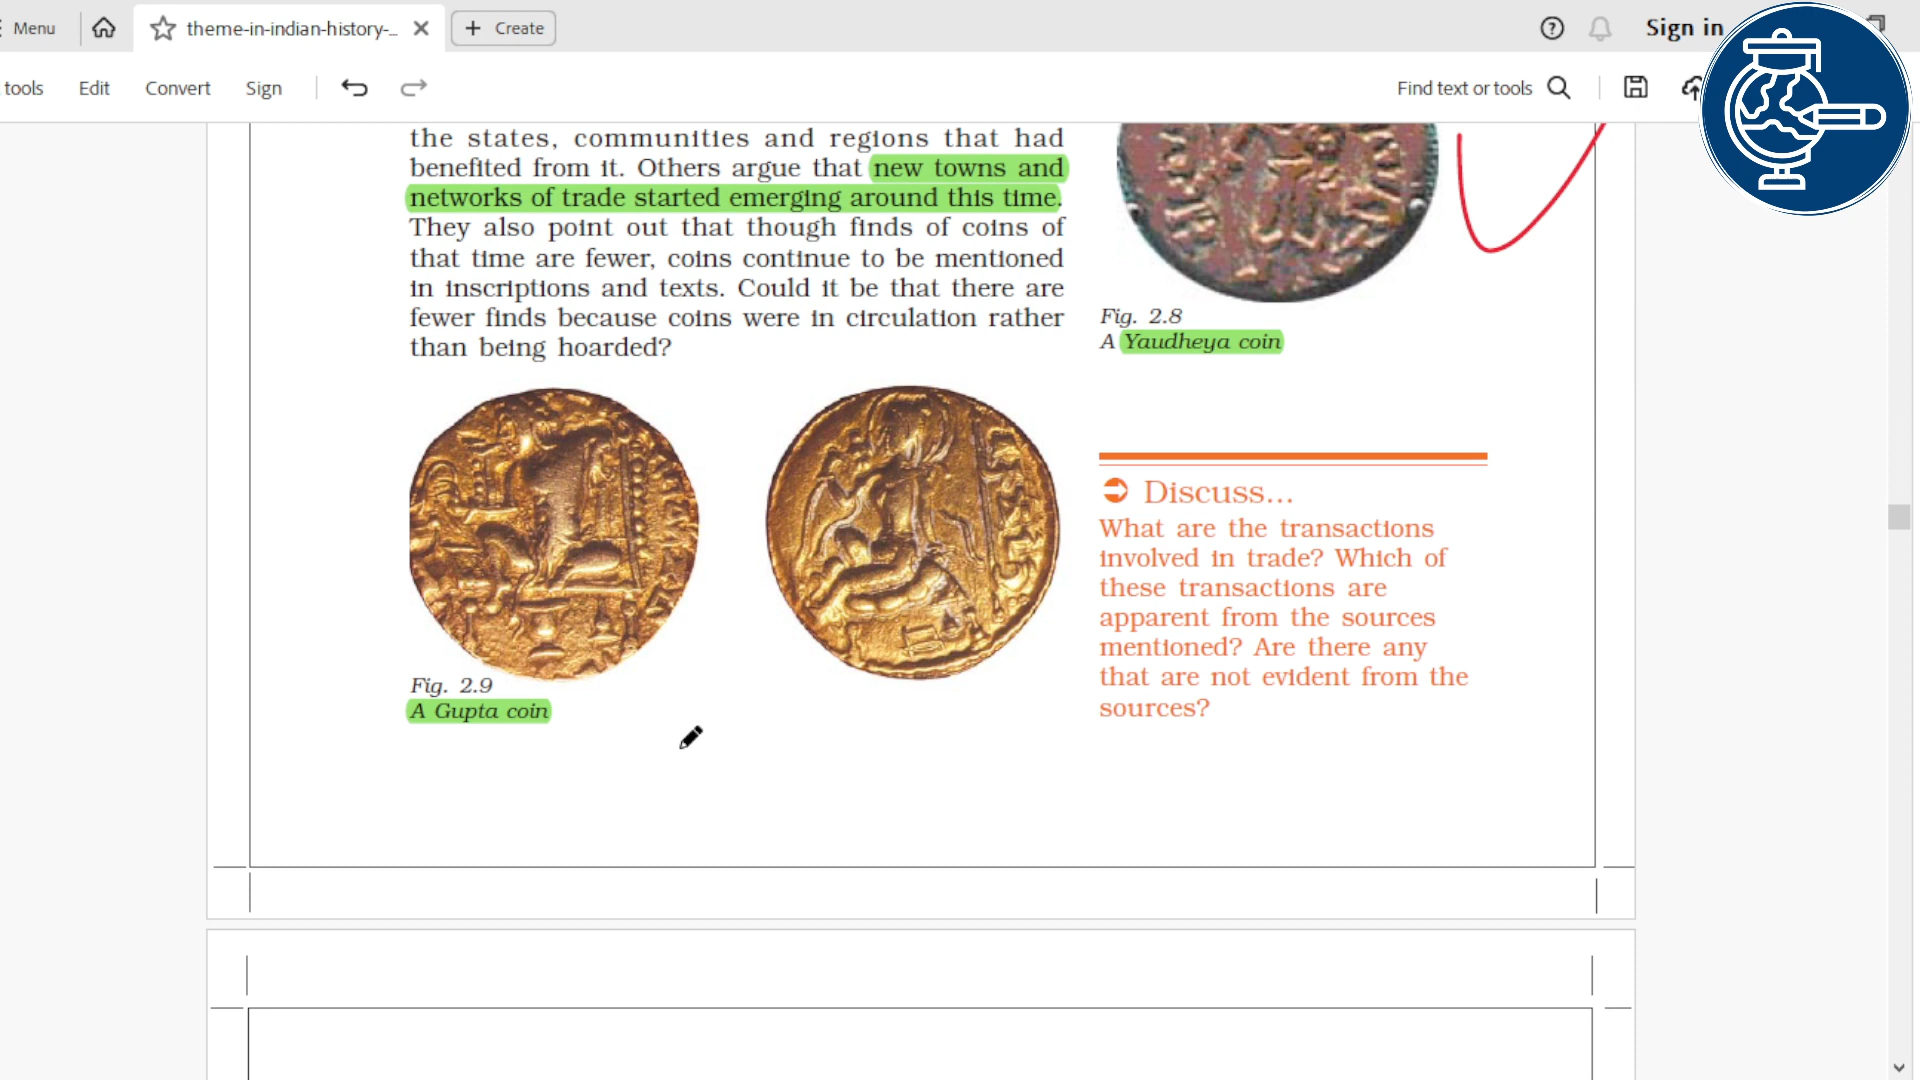 Menu
theme-in-indian-history-...
Create
Sign in
tools
Edit
Convert
Sign
Find text or tools
the states, communities and regions that had
benefited from it. Others argue that new towns and
networks of trade started emerging around this time.
They also point out that though finds of coins of
that time are fewer, coins continue to be mentioned
in inscriptions and texts. Could it be that there are
fewer finds because coins were in circulation rather
than being hoarded?
Fig. 2.8
A Yaudheya coin
Fig. 2.9
A Gupta coin
Discuss...
What are the transactions
involved in trade? Which of
these transactions are
apparent from the sources
mentioned? Are there any
that are not evident from the
sources?